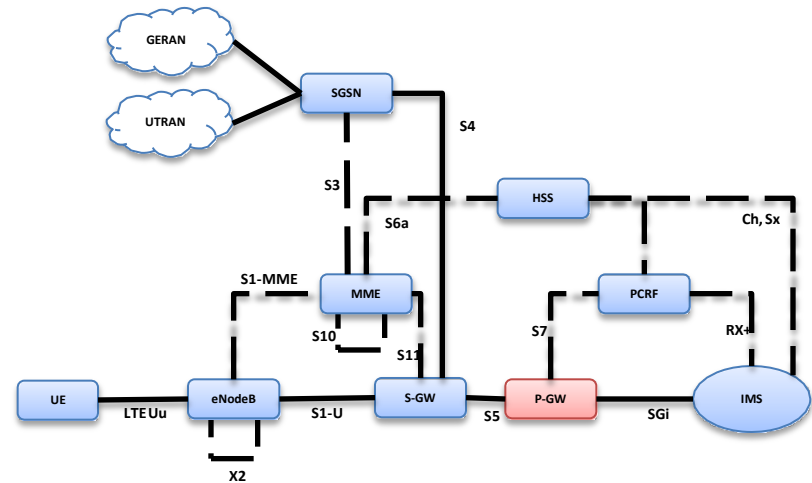 GERAN
SGSN
UTRAN
S4
S3
HSS
S6a
Ch, Sx
S1-MME
MME
PCRF
S10
S7
RX+
S11
UE
eNodeB
S-GW
P-GW
IMS
LTE Uu
S1-U
S5
SGi
X2